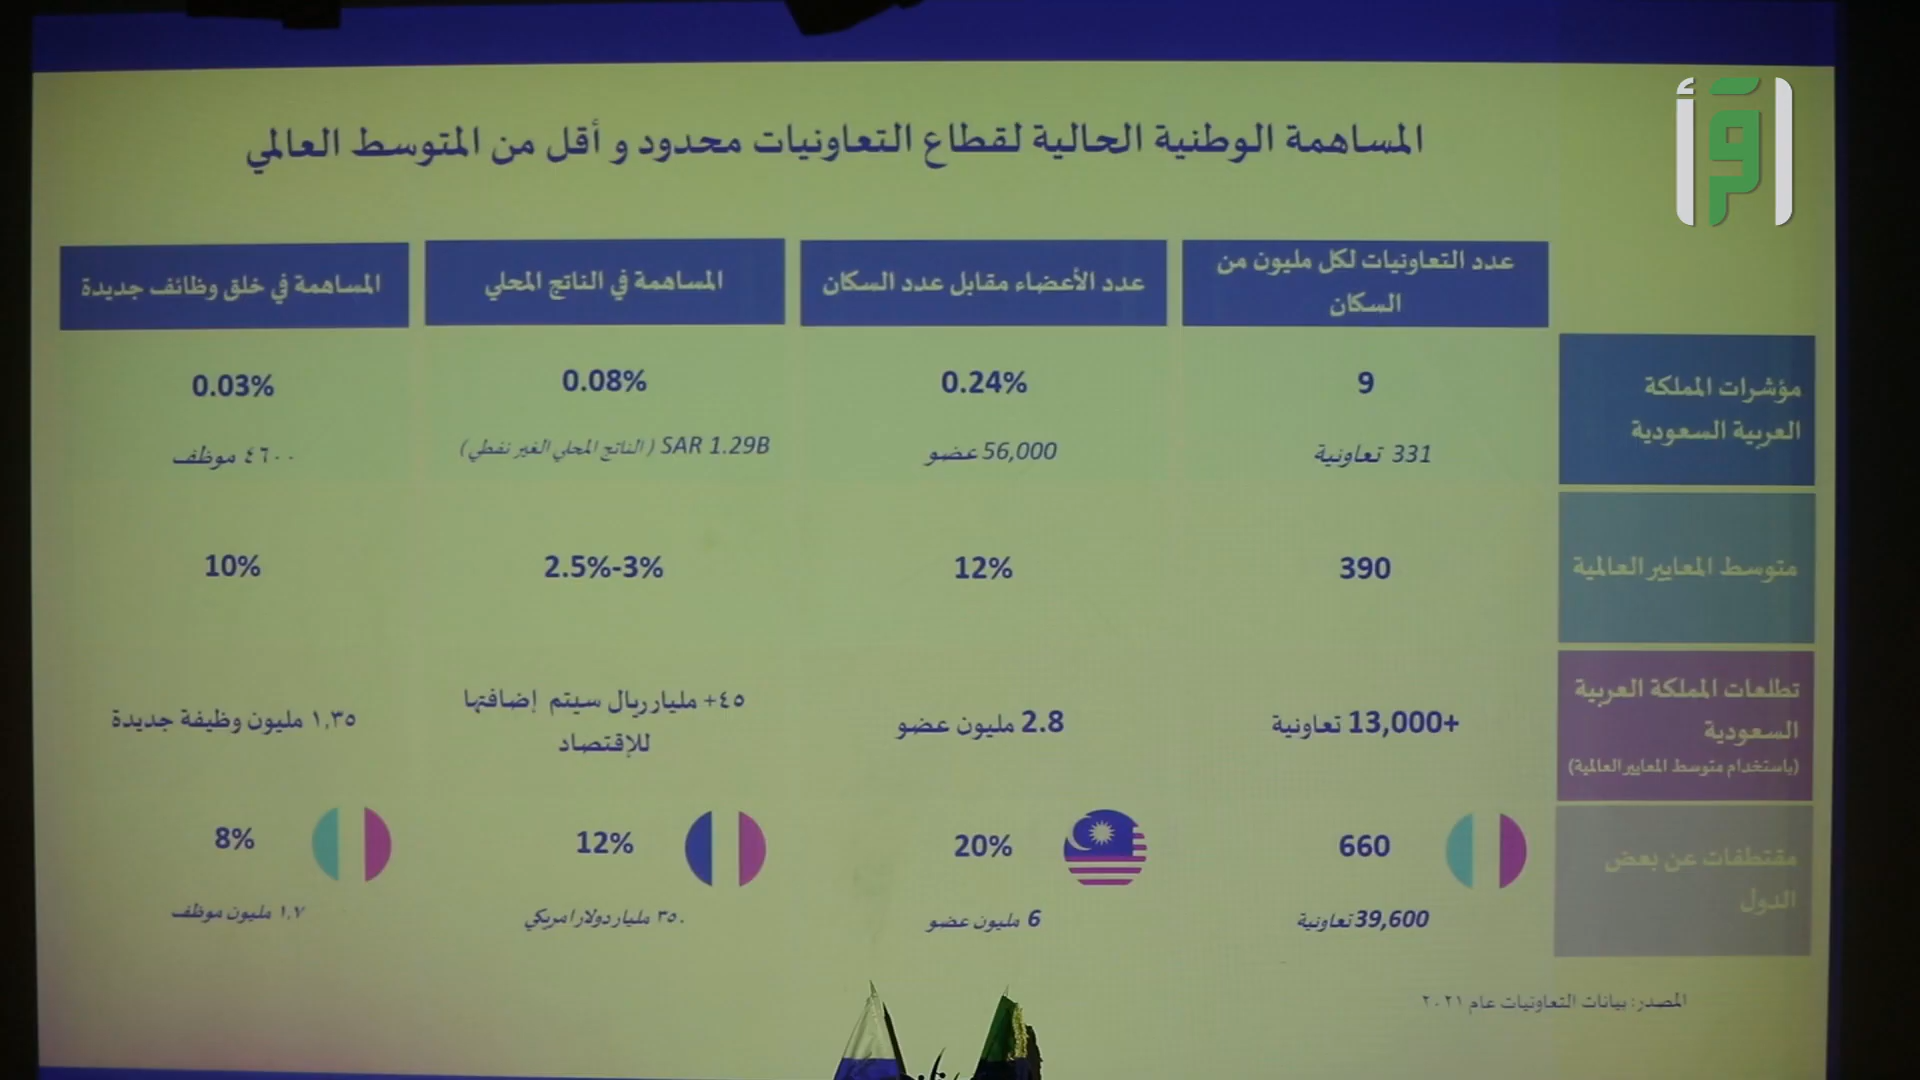 اقرأ
المساهمة الوطنية الحالية لقطاع التعاونيات محدود و أقل من المتوسط العالمي
عدد التعاونيات لكل مليون من
السكان
عدد الأعضاء مقابل عدد السكان
المساهمة في الناتج المحلي
المساهمة في خلق وظائف جديدة
مؤشرات المملكة
العربية السعودية
9
0.24%
0.08%
0.03%
331 تعاونية
56,000 عضو
SAR 1.29B (الناتج المحلي الغير نفطي)
٤٦٠٠ موظف
متوسط المعايير العالمية
390
12%
2.5%-3%
10%
تطلعات المملكة العربية
السعودية
(باستخدام متوسط المعايير العالمية)
13,000+ تعاونية
2.8 مليون عضو
+٤٥ مليار ريال سيتم إضافتها
للإقتصاد
١,٣٥ مليون وظيفة جديدة
مقتطفات عن بعض
الدول
660
20%
12%
8%
39,600 تعاونية
6 مليون عضو
٣٥٠ مليار دولار امريكي
١,٧ مليون موظف
المصدر: بيانات التعاونيات عام ٢٠٢١